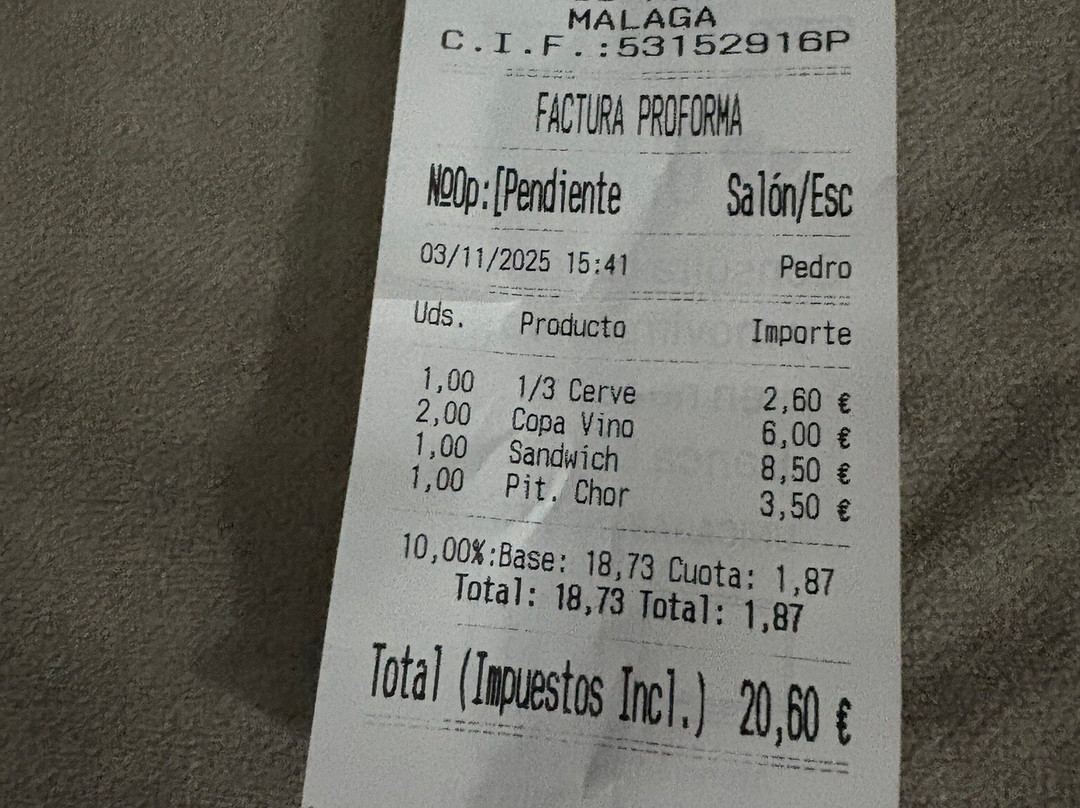 MALAGA
C.I.F.:53152916P
FACTURA PROFORMA
NºOp:[Pendiente Salón/Esc
03/11/2025 15:41 Pedro
Uds. Producto Importe
1,00 1/3 Cerve 2,60 €
2,00 Copa Vino 6,00 €
1,00 Sandwich 8,50 €
1,00 Pit. Chor 3,50 €
10,00%:Base: 18,73 Cuota: 1,87
Total: 18,73 Total: 1,87
Total (Impuestos Incl.) 20,60 €